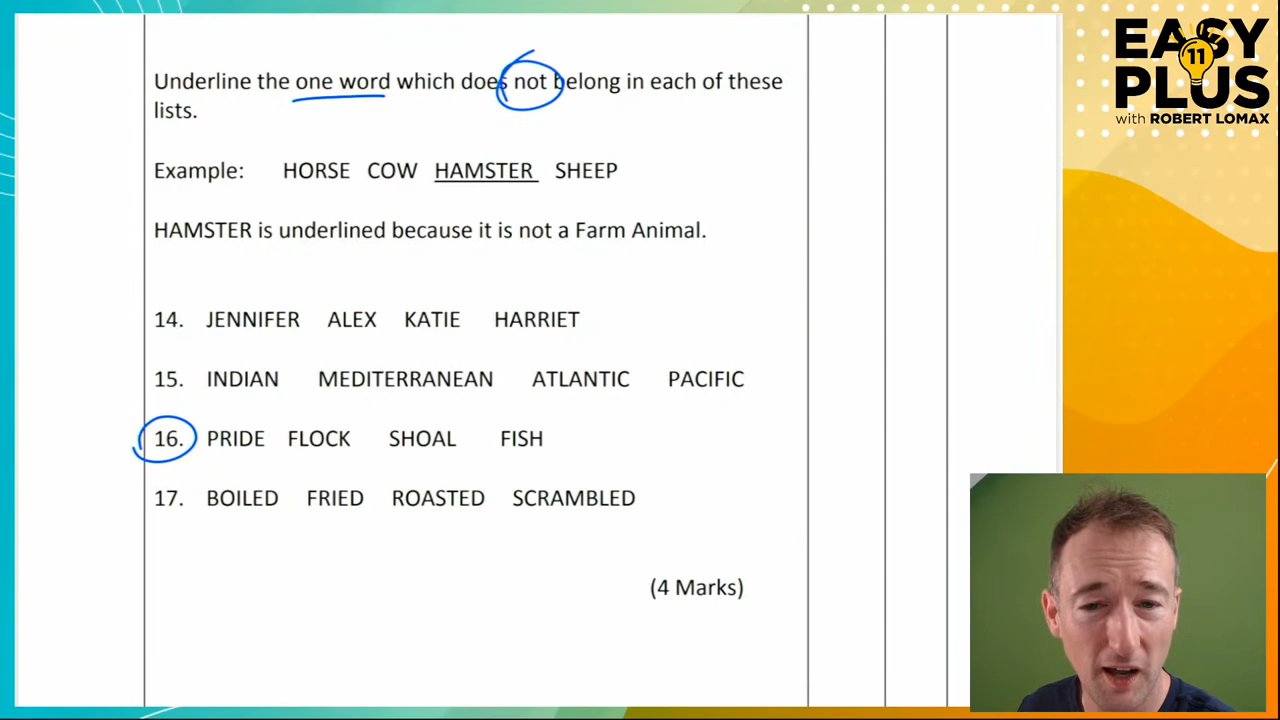 Underline the one word which does not belong in each of these
lists.
Example: HORSE COW HAMSTER SHEEP
HAMSTER is underlined because it is not a Farm Animal.
14. JENNIFER ALEX KATIE HARRIET
15. INDIAN MEDITERRANEAN ATLANTIC PACIFIC
16. PRIDE FLOCK SHOAL FISH
17. BOILED FRIED ROASTED SCRAMBLED
(4 Marks)
EASY
11
PLUS
with ROBERT LOMAX